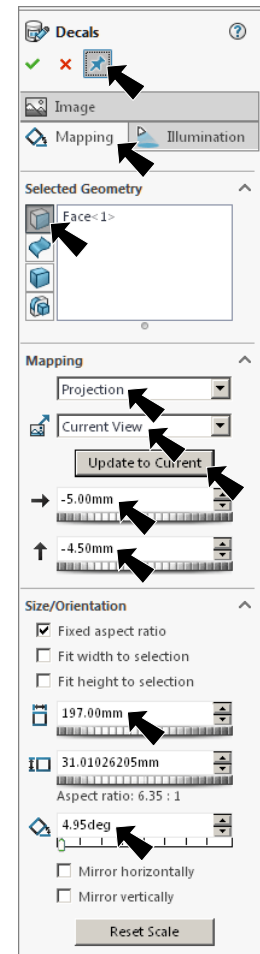 Decals
Image
Mapping Illumination
Selected Geometry
Face<1>
Mapping
Projection
Current View
Update to Current
-5.00mm
-4.50mm
Size/Orientation
Fixed aspect ratio
Fit width to selection
Fit height to selection
197.00mm
31.01026205mm
Aspect ratio: 6.35 : 1
4.95deg
Mirror horizontally
Mirror vertically
Reset Scale